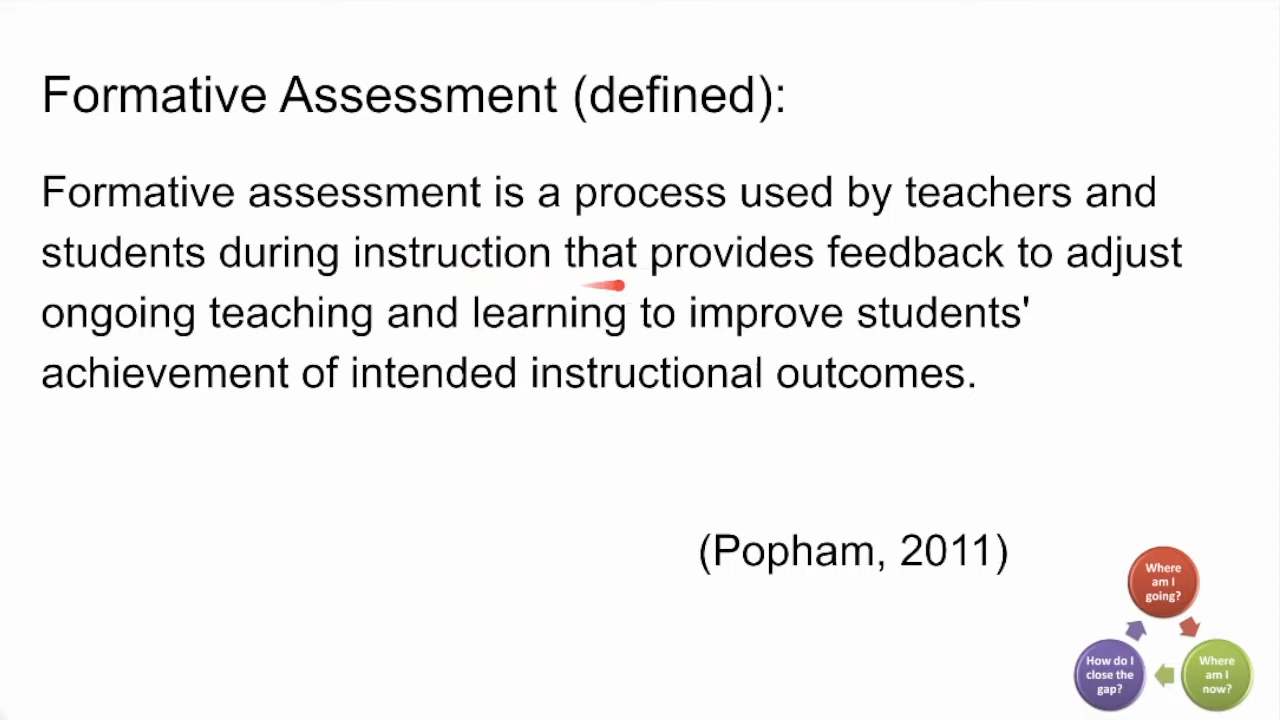 Formative Assessment (defined):
Formative assessment is a process used by teachers and
students during instruction that provides feedback to adjust
ongoing teaching and learning to improve students'
achievement of intended instructional outcomes.
(Popham, 2011)
Where
am I
going?
How do I
close the
gap?
Where
am I
now?